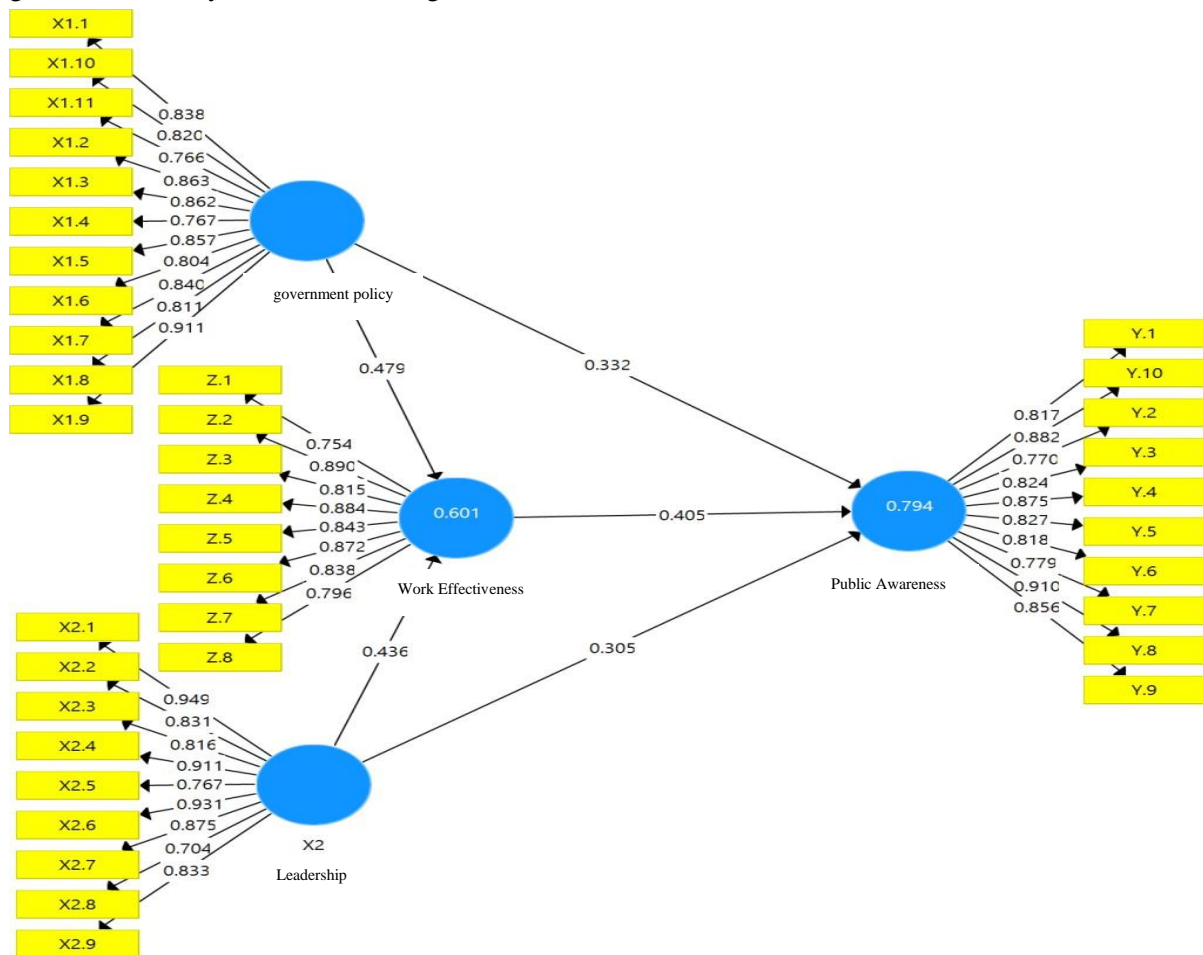 X1.1
X1.10
X1.11
X1.2
X1.3
X1.4
X1.5
X1.6
X1.7
X1.8
X1.9
0.838
0.820
0.766
0.863
0.862
0.767
0.857
0.804
0.840
0.811
0.911
government policy
0.479
0.332
Z.1
Z.2
Z.3
Z.4
Z.5
Z.6
Z.7
Z.8
0.754
0.890
0.815
0.884
0.843
0.872
0.838
0.796
0.601
Work Effectiveness
0.405
0.794
Public Awareness
0.817
0.882
0.770
0.824
0.875
0.827
0.818
0.779
0.910
0.856
Y.1
Y.10
Y.2
Y.3
Y.4
Y.5
Y.6
Y.7
Y.8
Y.9
0.436
0.305
X2.1
X2.2
X2.3
X2.4
X2.5
X2.6
X2.7
X2.8
X2.9
0.949
0.831
0.816
0.911
0.767
0.931
0.875
0.704
0.833
X2
Leadership